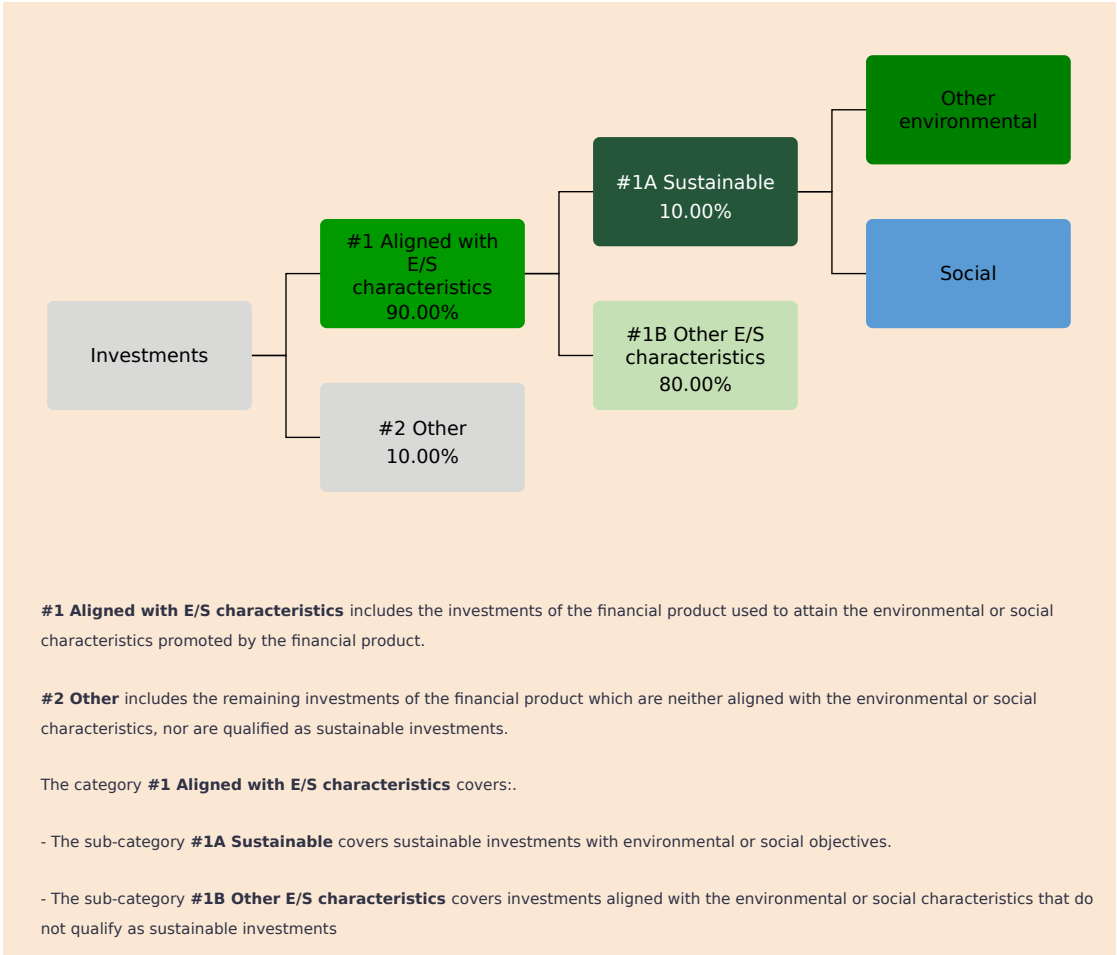 Other
environmental
#1A Sustainable
10.00%
#1 Aligned with
E/S
characteristics
90.00%
Social
Investments
#1B Other E/S
characteristics
80.00%
#2 Other
10.00%
#1 Aligned with E/S characteristics includes the investments of the financial product used to attain the environmental or social
characteristics promoted by the financial product.
#2 Other includes the remaining investments of the financial product which are neither aligned with the environmental or social
characteristics, nor are qualified as sustainable investments.
The category #1 Aligned with E/S characteristics covers:.
- The sub-category #1A Sustainable covers sustainable investments with environmental or social objectives.
- The sub-category #1B Other E/S characteristics covers investments aligned with the environmental or social characteristics that do
not qualify as sustainable investments